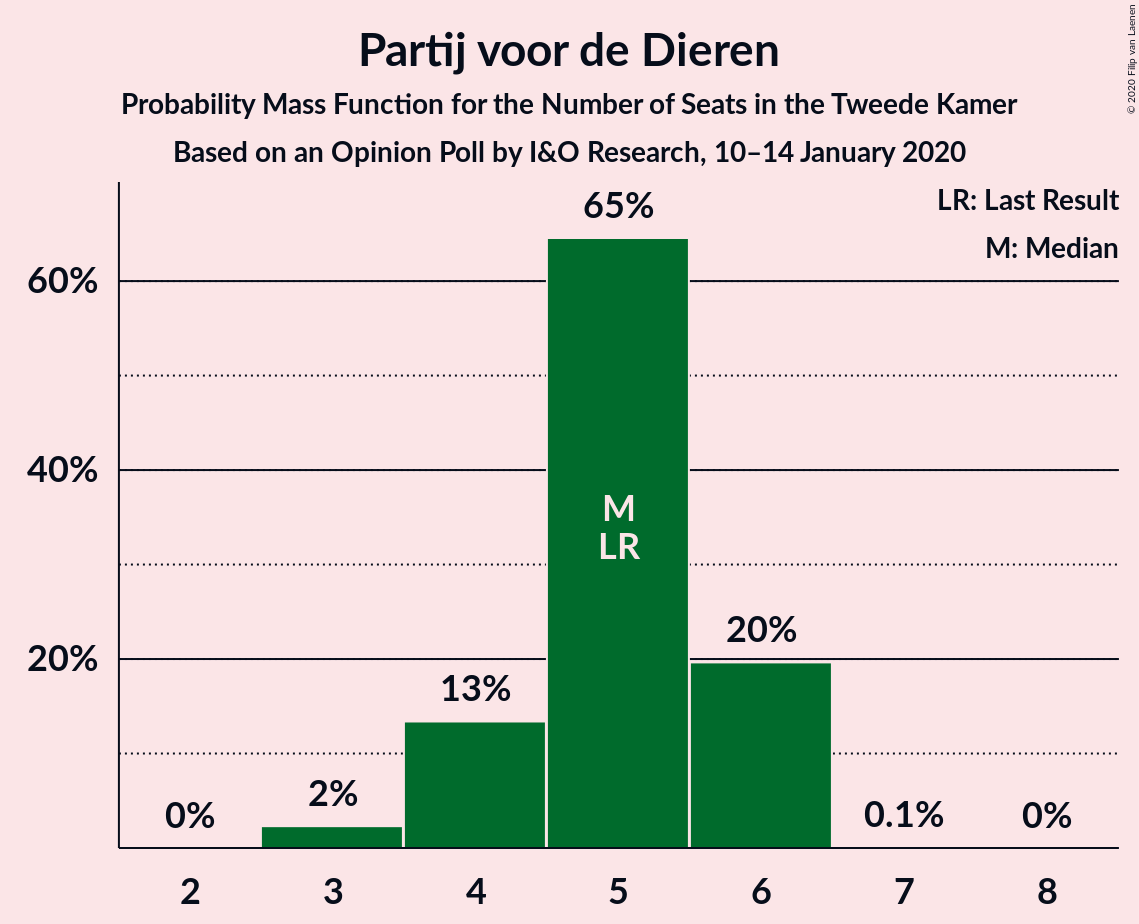 Partij voor de Dieren
Probability Mass Function for the Number of Seats in the Tweede Kamer
Based on an Opinion Poll by I&O Research, 10–14 January 2020
© 2020 Filip van Laenen
LR: Last Result
M: Median
60%
40%
20%
0%
2%
13%
65%
M
LR
20%
0.1%
0%
2 3 4 5 6 7 8